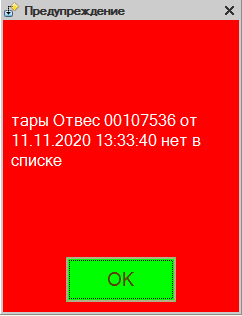 Предупреждение
тары Отвес 00107536 от
11.11.2020 13:33:40 нет в
списке
OK